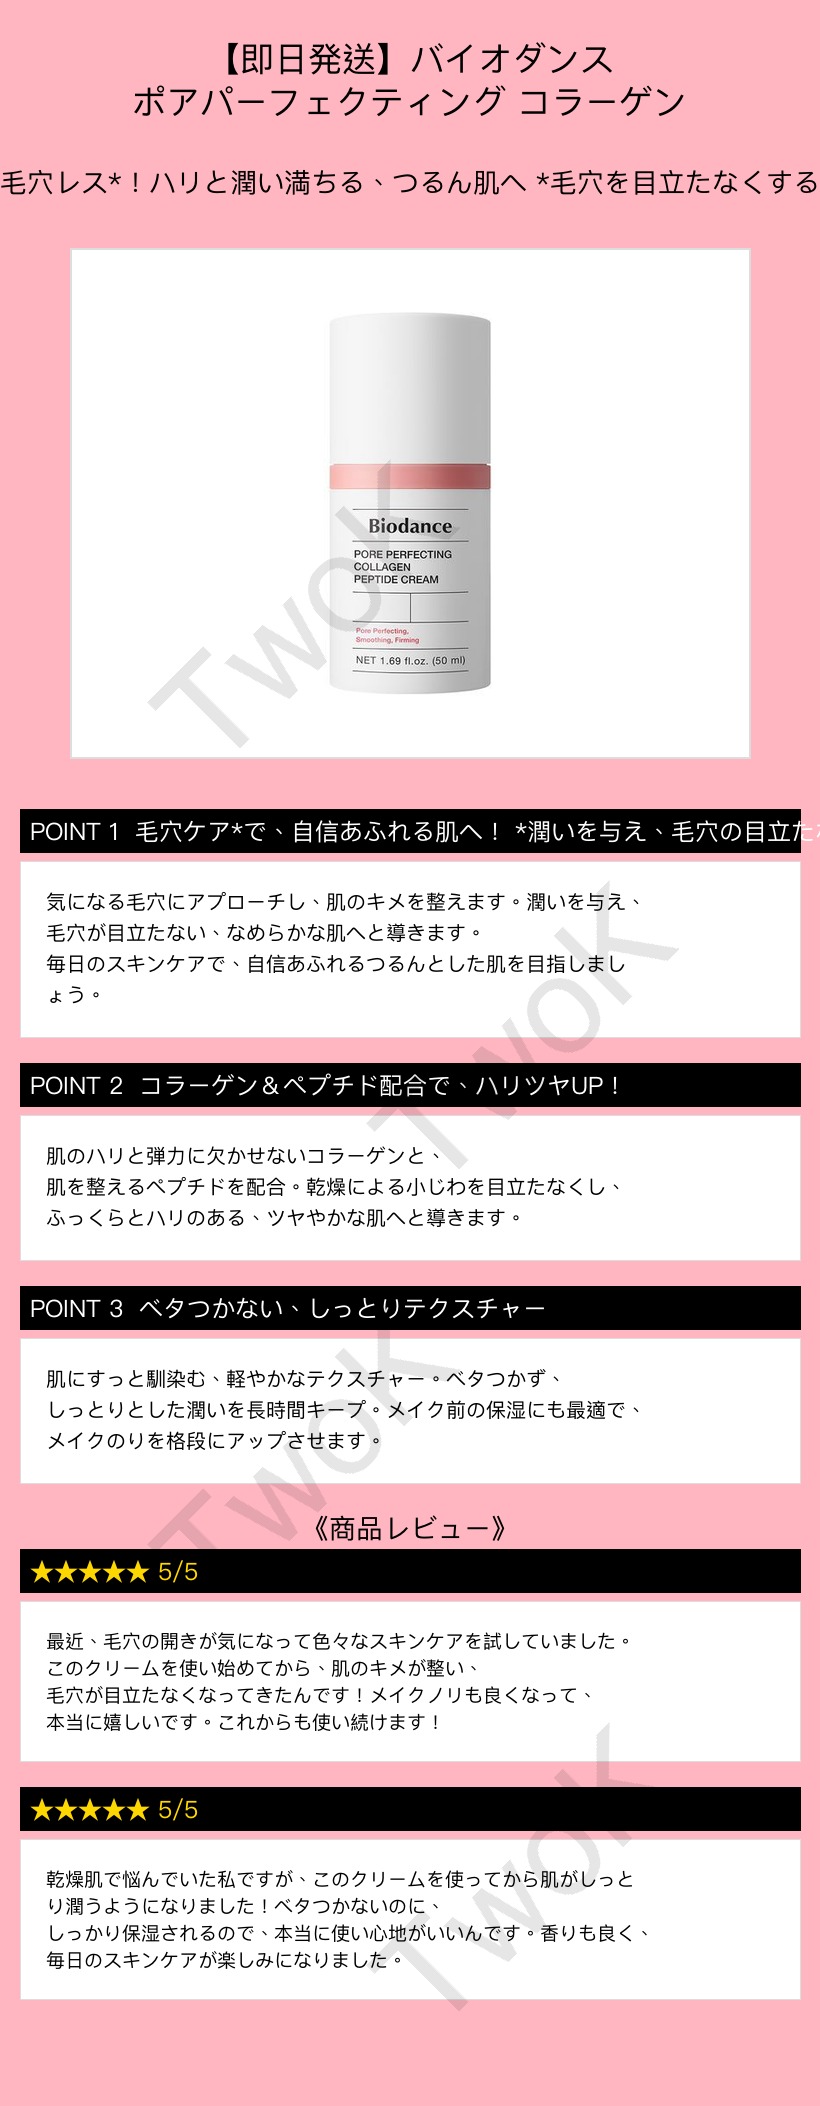 【即日発送】バイオダンス
ポアパーフェクティング コラーゲン
毛穴レス*！ハリと潤い満ちる、つるん肌へ *毛穴を目立たなくする
Biodance
PORE PERFECTING
COLLAGEN
PEPTIDE CREAM
Pore Perfecting,
Smoothing, Firming
NET 1.69 fl.oz. (50 ml)
TwoK
POINT 1 毛穴ケア*で、自信あふれる肌へ！ *潤いを与え、毛穴の目立た
気になる毛穴にアプローチし、肌のキメを整えます。潤いを与え、
毛穴が目立たない、なめらかな肌へと導きます。
毎日のスキンケアで、自信あふれるつるんとした肌を目指しまし
ょう。
TwoK
POINT 2 コラーゲン＆ペプチド配合で、ハリツヤUP！
肌のハリと弾力に欠かせないコラーゲンと、
肌を整えるペプチドを配合。乾燥による小じわを目立たなくし、
ふっくらとハリのある、ツヤやかな肌へと導きます。
POINT 3 ベタつかない、しっとりテクスチャー
肌にすっと馴染む、軽やかなテクスチャー。ベタつかず、
しっとりとした潤いを長時間キープ。メイク前の保湿にも最適で、
メイクのりを格段にアップさせます。
TwoK
《商品レビュー》
★★★★★ 5/5
最近、毛穴の開きが気になって色々なスキンケアを試していました。
このクリームを使い始めてから、肌のキメが整い、
毛穴が目立たなくなってきたんです！メイクノリも良くなって、
本当に嬉しいです。これからも使い続けます！
★★★★★ 5/5
乾燥肌で悩んでいた私ですが、このクリームを使ってから肌がしっと
り潤うようになりました！ベタつかないのに、
しっかり保湿されるので、本当に使い心地がいいんです。香りも良く、
毎日のスキンケアが楽しみになりました。
TwoK